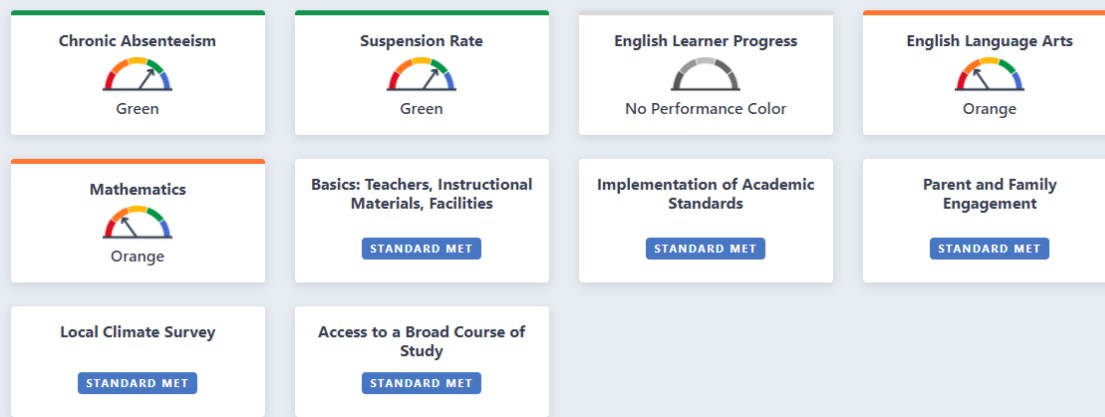 Chronic Absenteeism
Green
Suspension Rate
Green
English Learner Progress
No Performance Color
English Language Arts
Orange
Mathematics
Orange
Basics: Teachers, Instructional
Materials, Facilities
STANDARD MET
Implementation of Academic
Standards
STANDARD MET
Parent and Family
Engagement
STANDARD MET
Local Climate Survey
STANDARD MET
Access to a Broad Course of
Study
STANDARD MET